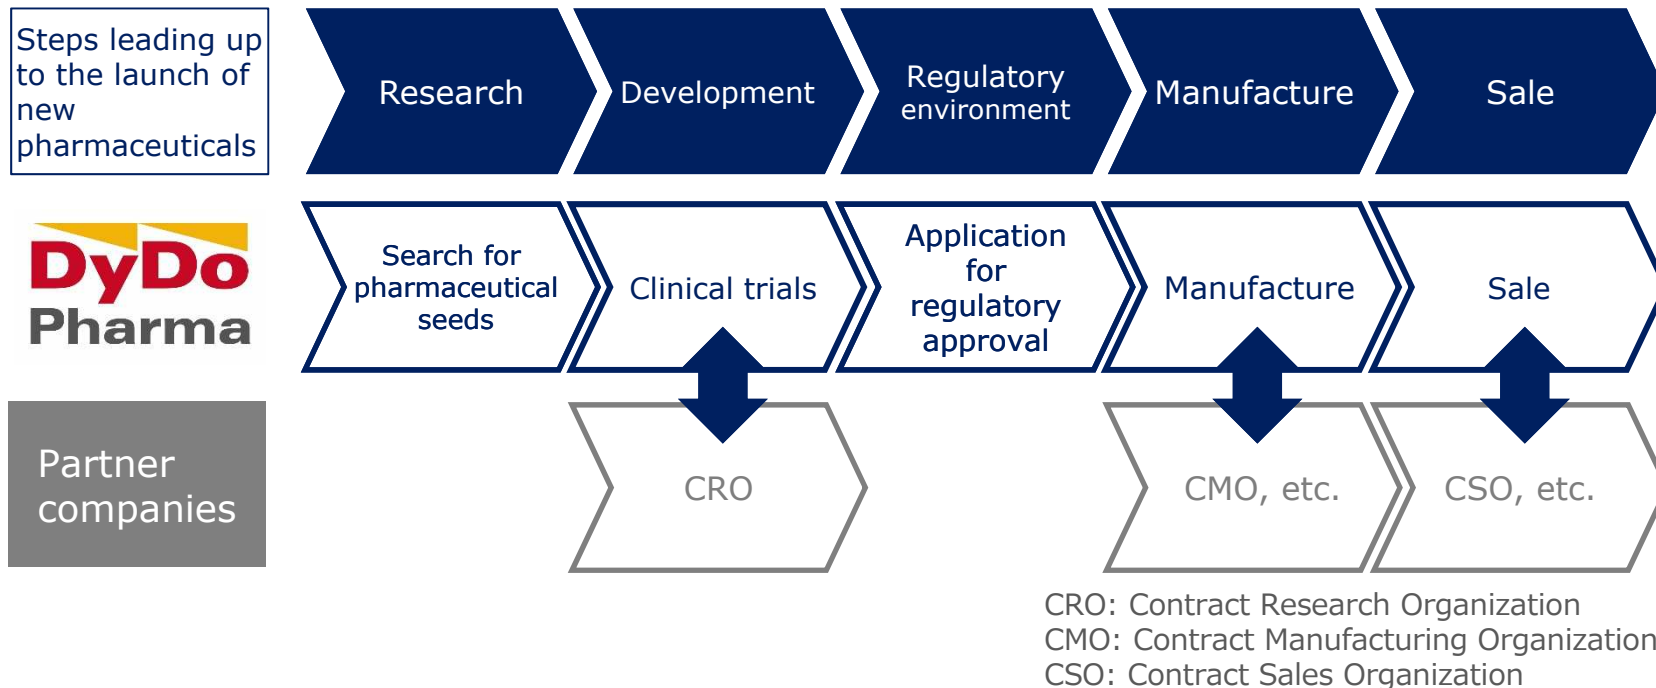 Steps leading up
to the launch of
new
pharmaceuticals
Research
Development
Regulatory
environment
Manufacture
Sale
DyDo
Pharma
Search for
pharmaceutical
seeds
Clinical trials
Application
for
regulatory
approval
Manufacture
Sale
Partner
companies
CRO
CMO, etc.
CSO, etc.
CRO: Contract Research Organization
CMO: Contract Manufacturing Organization
CSO: Contract Sales Organization